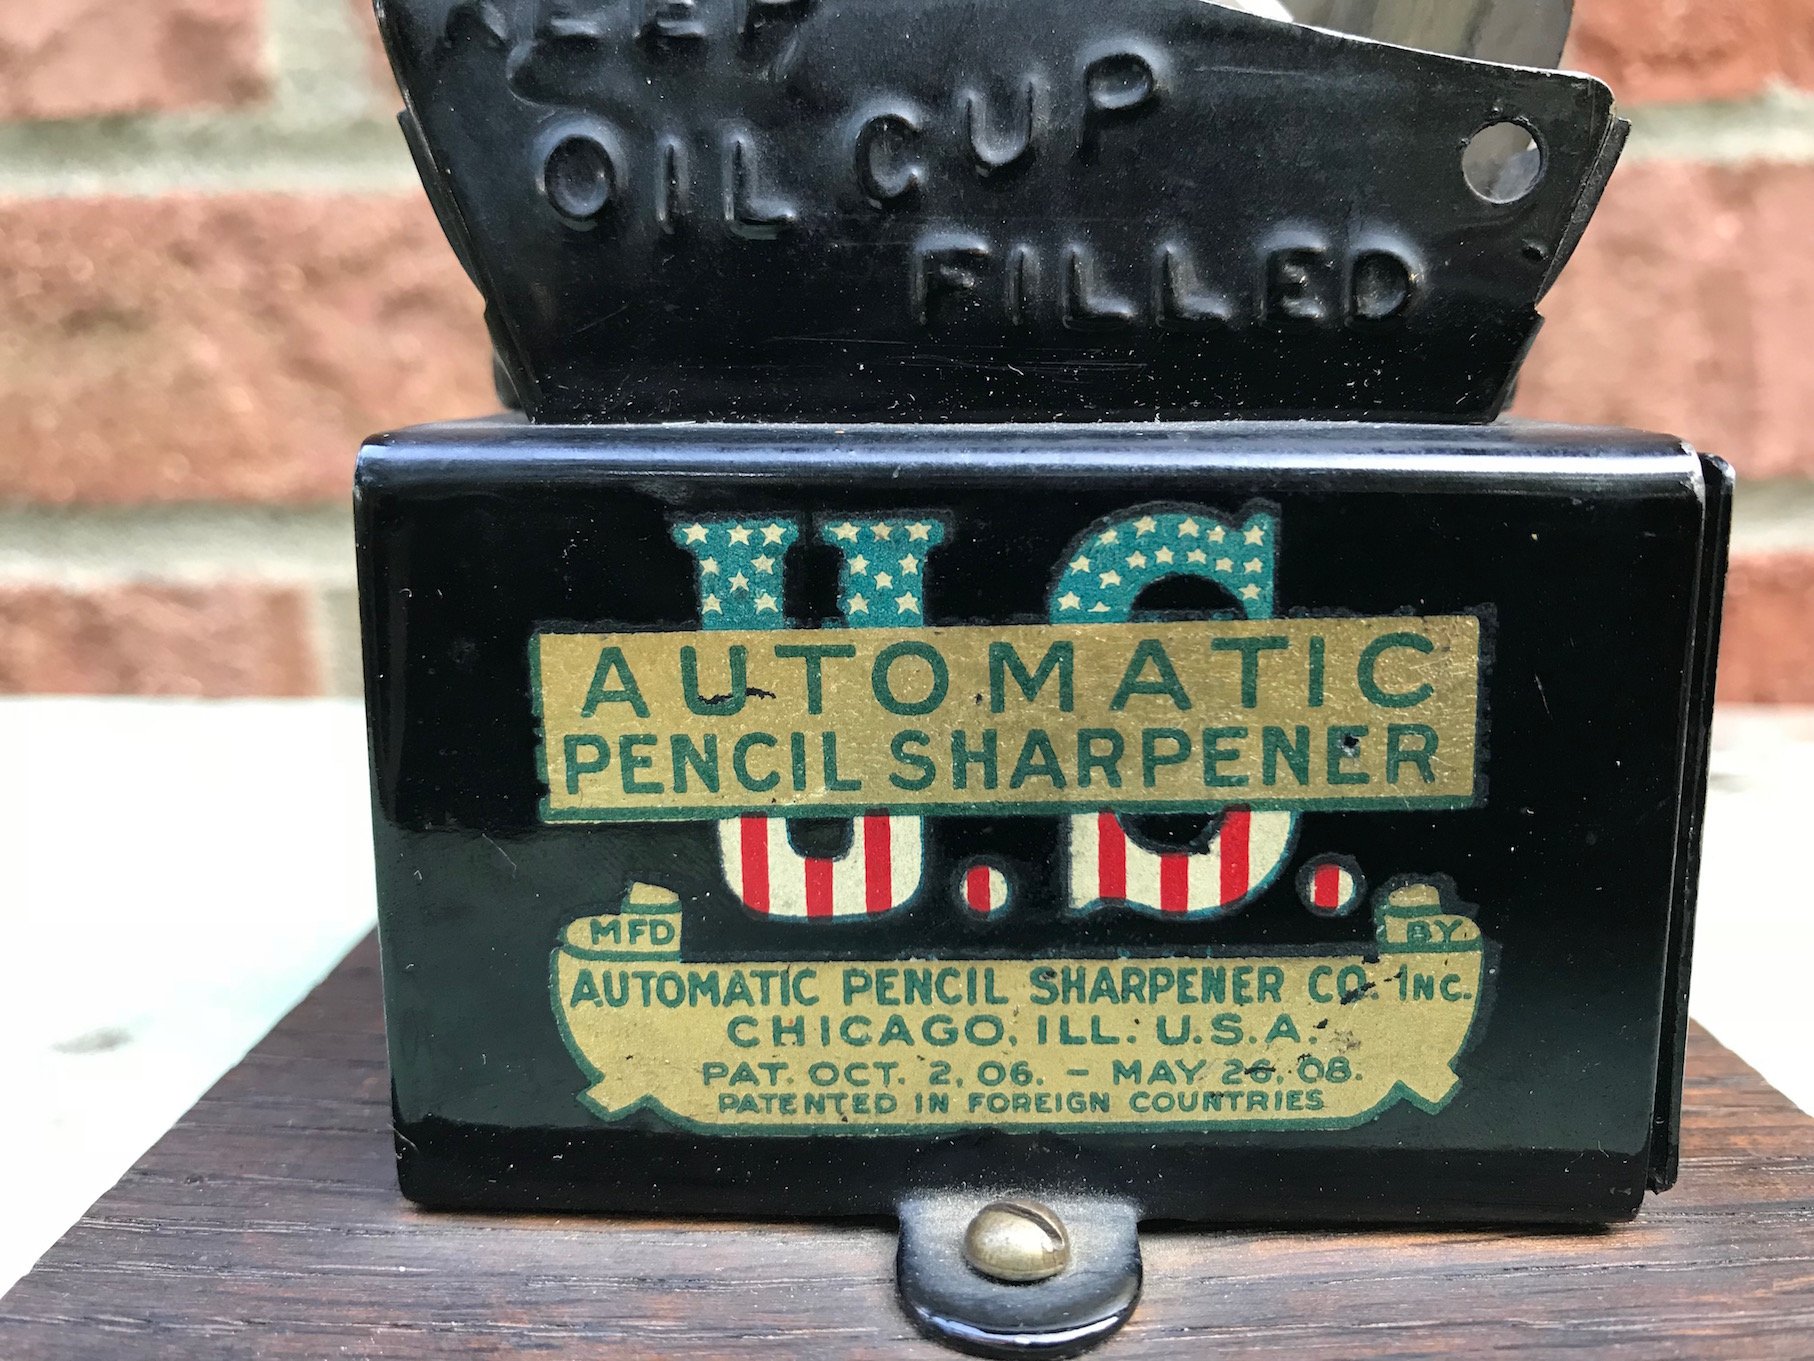 KEEP
OIL CUP
FILLED
U.S.
AUTOMATIC
PENCIL SHARPENER
MFD BY
AUTOMATIC PENCIL SHARPENER CO. INC.
CHICAGO, ILL. U.S.A.
PAT. OCT. 2, 06. – MAY 26, 08.
PATENTED IN FOREIGN COUNTRIES